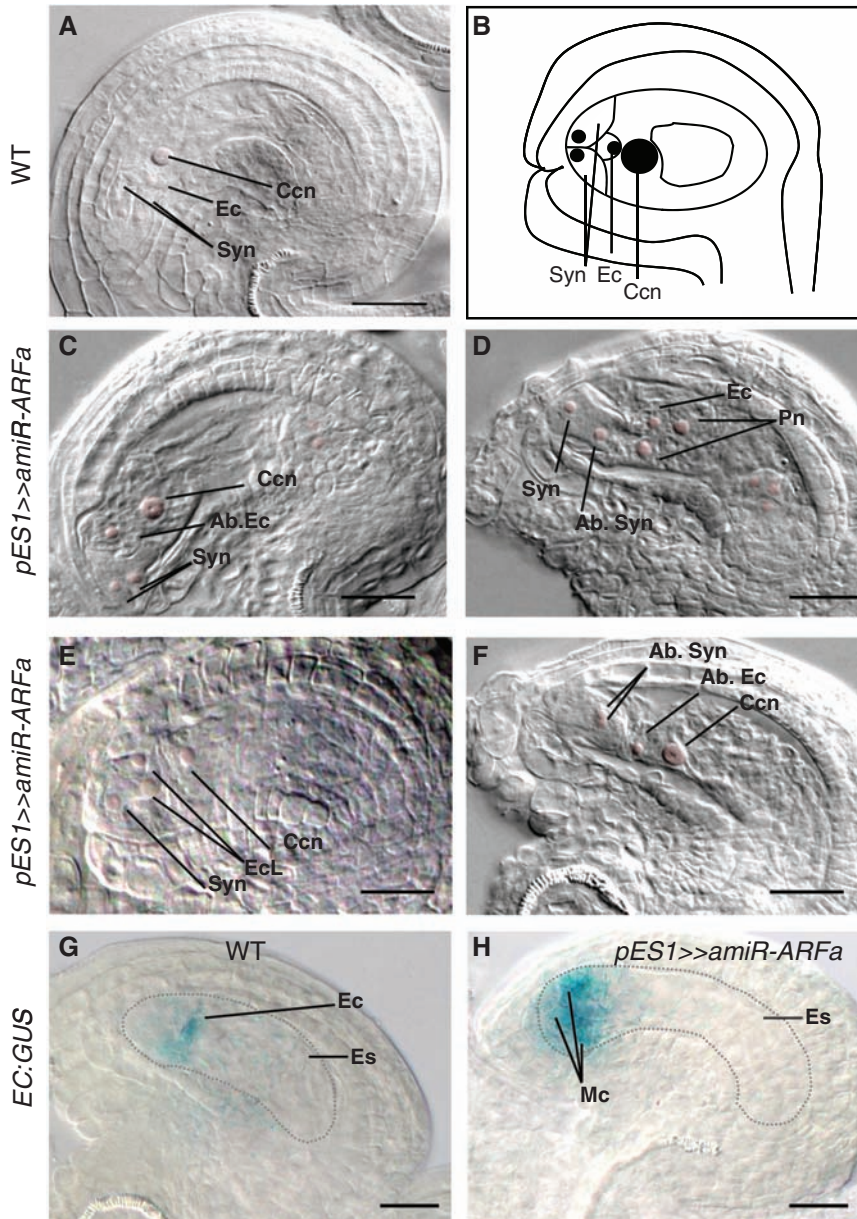 WT
A
Ccn
Ec
Syn
B
Syn Ec
Ccn
pES1>>amiR-ARFa
C
Ccn
Ab.Ec
Syn
D
Ec
Pn
Syn
Ab. Syn
pES1>>amiR-ARFa
E
Ccn
EcL
Syn
F
Ab. Syn
Ab. Ec
Ccn
EC:GUS
G
WT
Ec
Es
H
pES1>>amiR-ARFa
Es
Mc